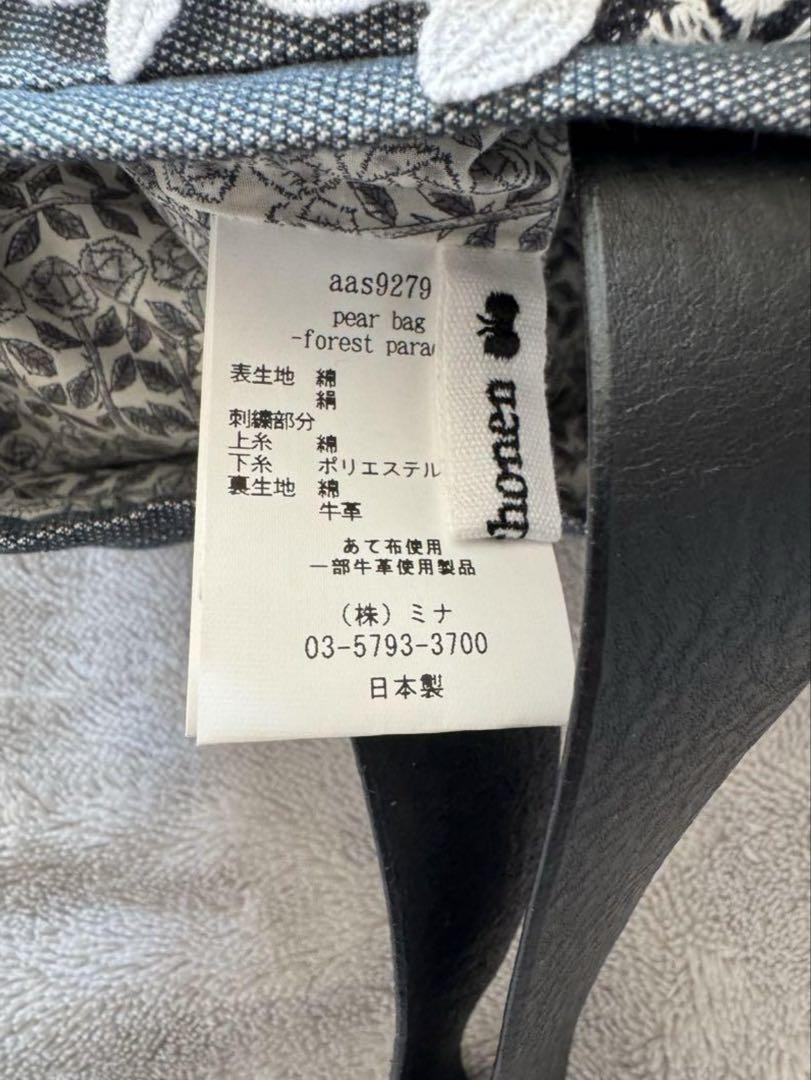 aas9279
pear bag
-forest para
表生地 綿
絹
刺繍部分
上糸 綿
下糸 ポリエステル
裏生地 綿
牛革
あて布使用
一部牛革使用製品
(株)ミナ
03-5793-3700
日本製
honen